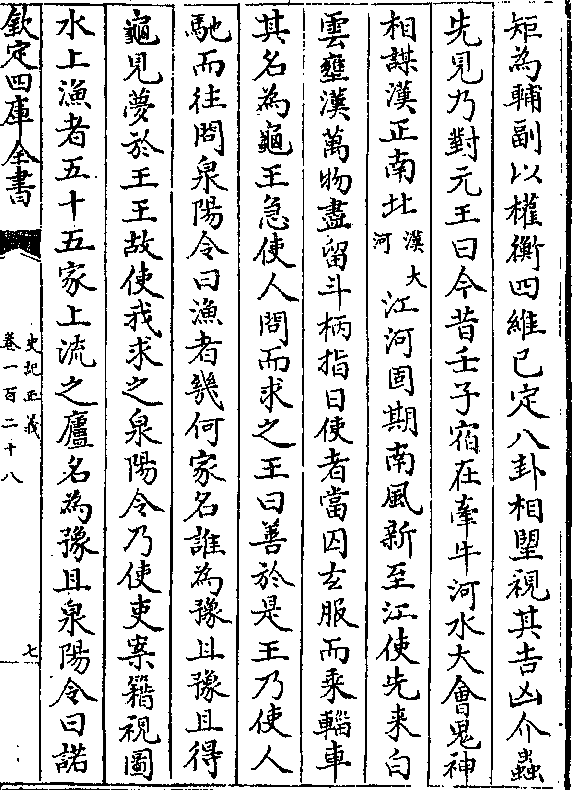 矩為輔副以權衡四維已定八卦相望視其吉凶介蟲
先見乃對元王曰今昔壬子宿在牽牛河水大會鬼神
相謀漢正南北漢大河江河固期南風新至江使先来白
雲壅漢萬物盡留斗柄指日使者當囚玄服而乘輜車
其名為龜王急使人問而求之王曰善於是王乃使人
馳而往問泉陽令曰漁者幾何家名誰為豫且豫且得
龜見夢於王王故使我求之泉陽令乃使吏案籍視圖
水上漁者五十五家上流之廬名為豫且泉陽令曰諾
欽定四庫全書
史記正義
卷一百二十八
七